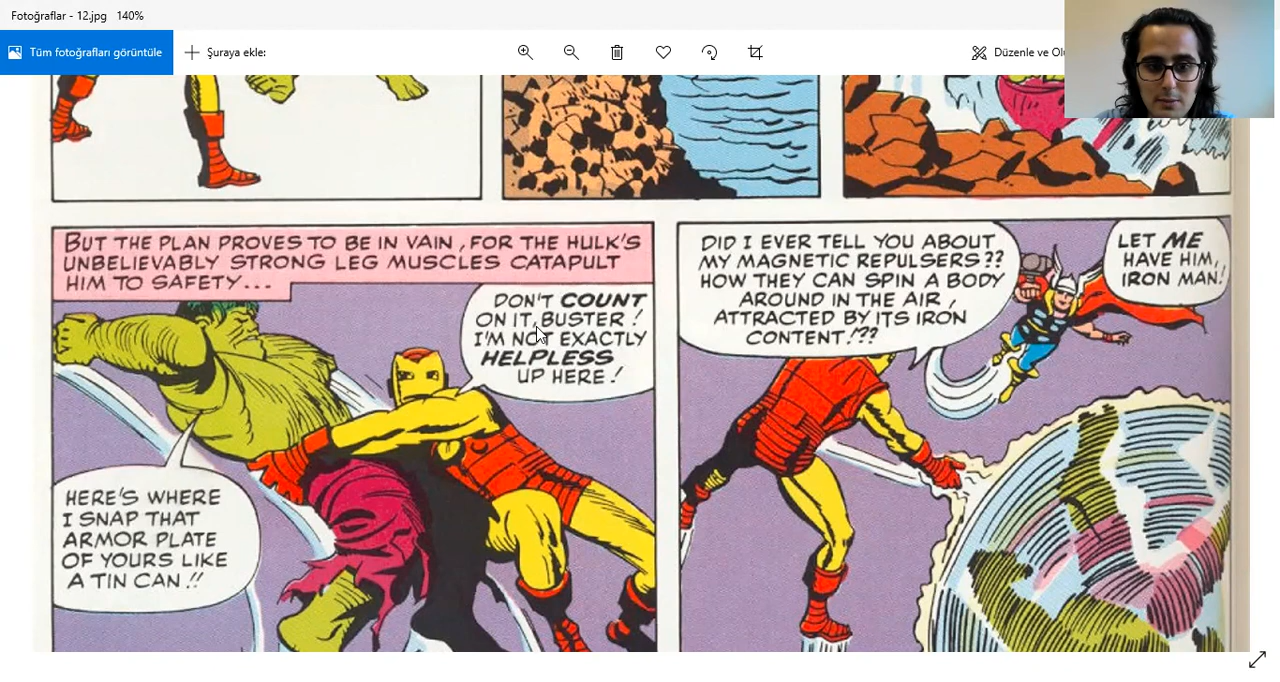 Fotoğraflar - 12.jpg 140%
Tüm fotoğrafları görüntüle
Şuraya ekle:
Düzenle ve Olu
BUT THE PLAN PROVES TO BE IN VAIN, FOR THE HULK'S
UNBELIEVABLY STRONG LEG MUSCLES CATAPULT
HIM TO SAFETY...
DON'T COUNT
ON IT, BUSTER!
I'M NOT EXACTLY
HELPLESS
UP HERE!
HERE'S WHERE
I SNAP THAT
ARMOR PLATE
OF YOURS LIKE
A TIN CAN!!
DID I EVER TELL YOU ABOUT
MY MAGNETIC REPULSERS??
HOW THEY CAN SPIN A BODY
AROUND IN THE AIR,
ATTRACTED BY ITS IRON
CONTENT!??
LET ME
HAVE HIM,
IRON MAN!